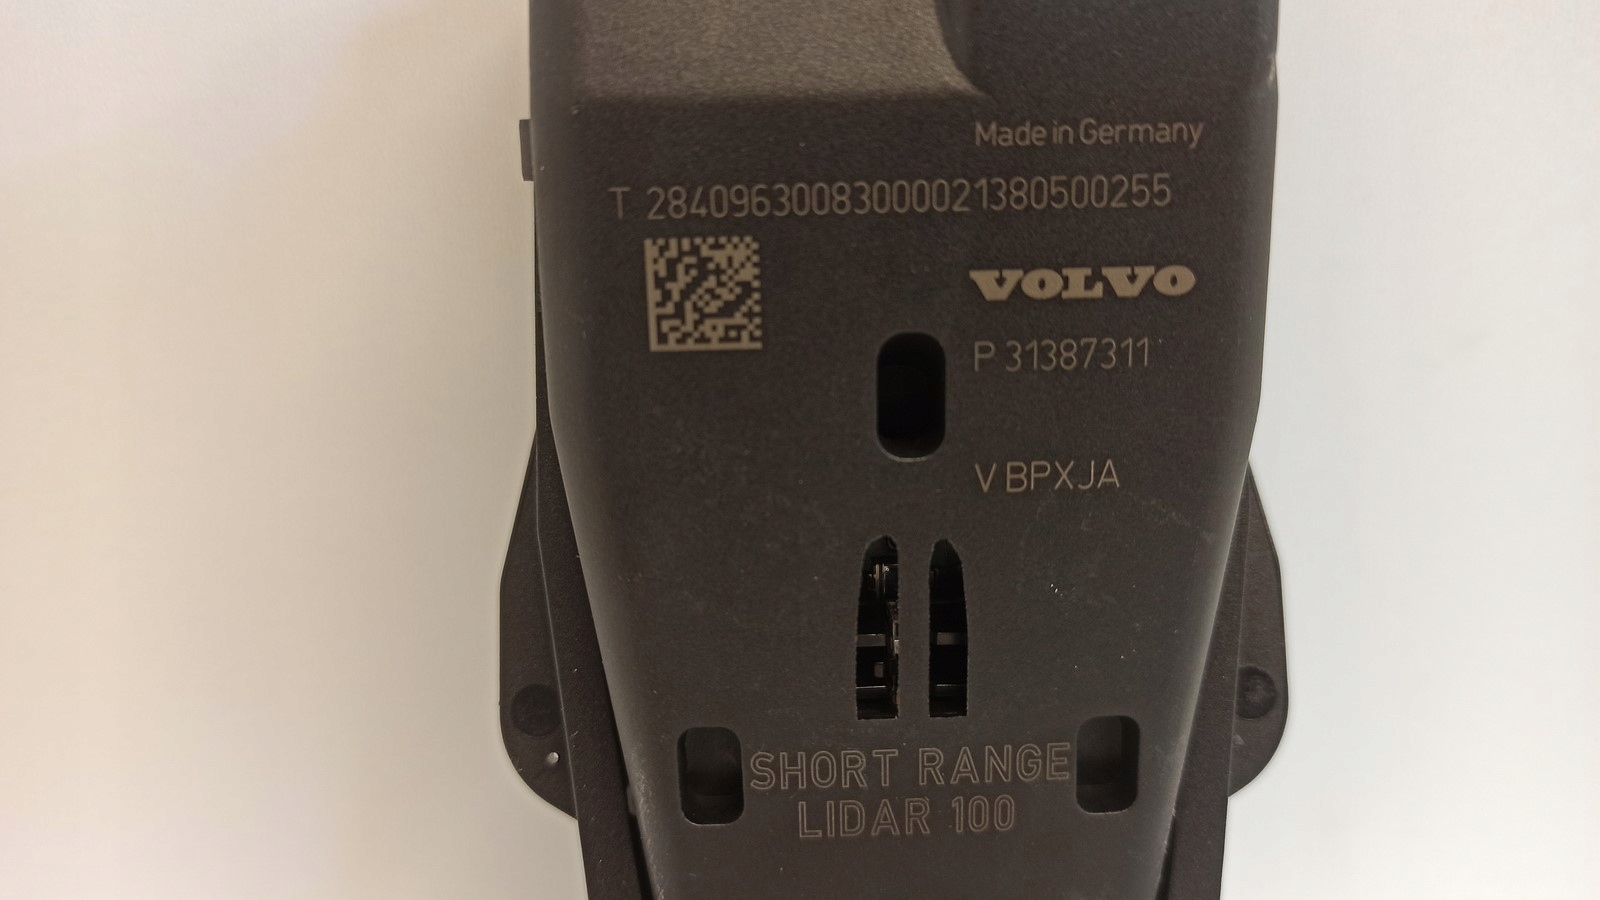 Made in Germany
T 28409630083000021380500255
VOLVO
P 31387311
V BPXJA
SHORT RANGE
LIDAR 100